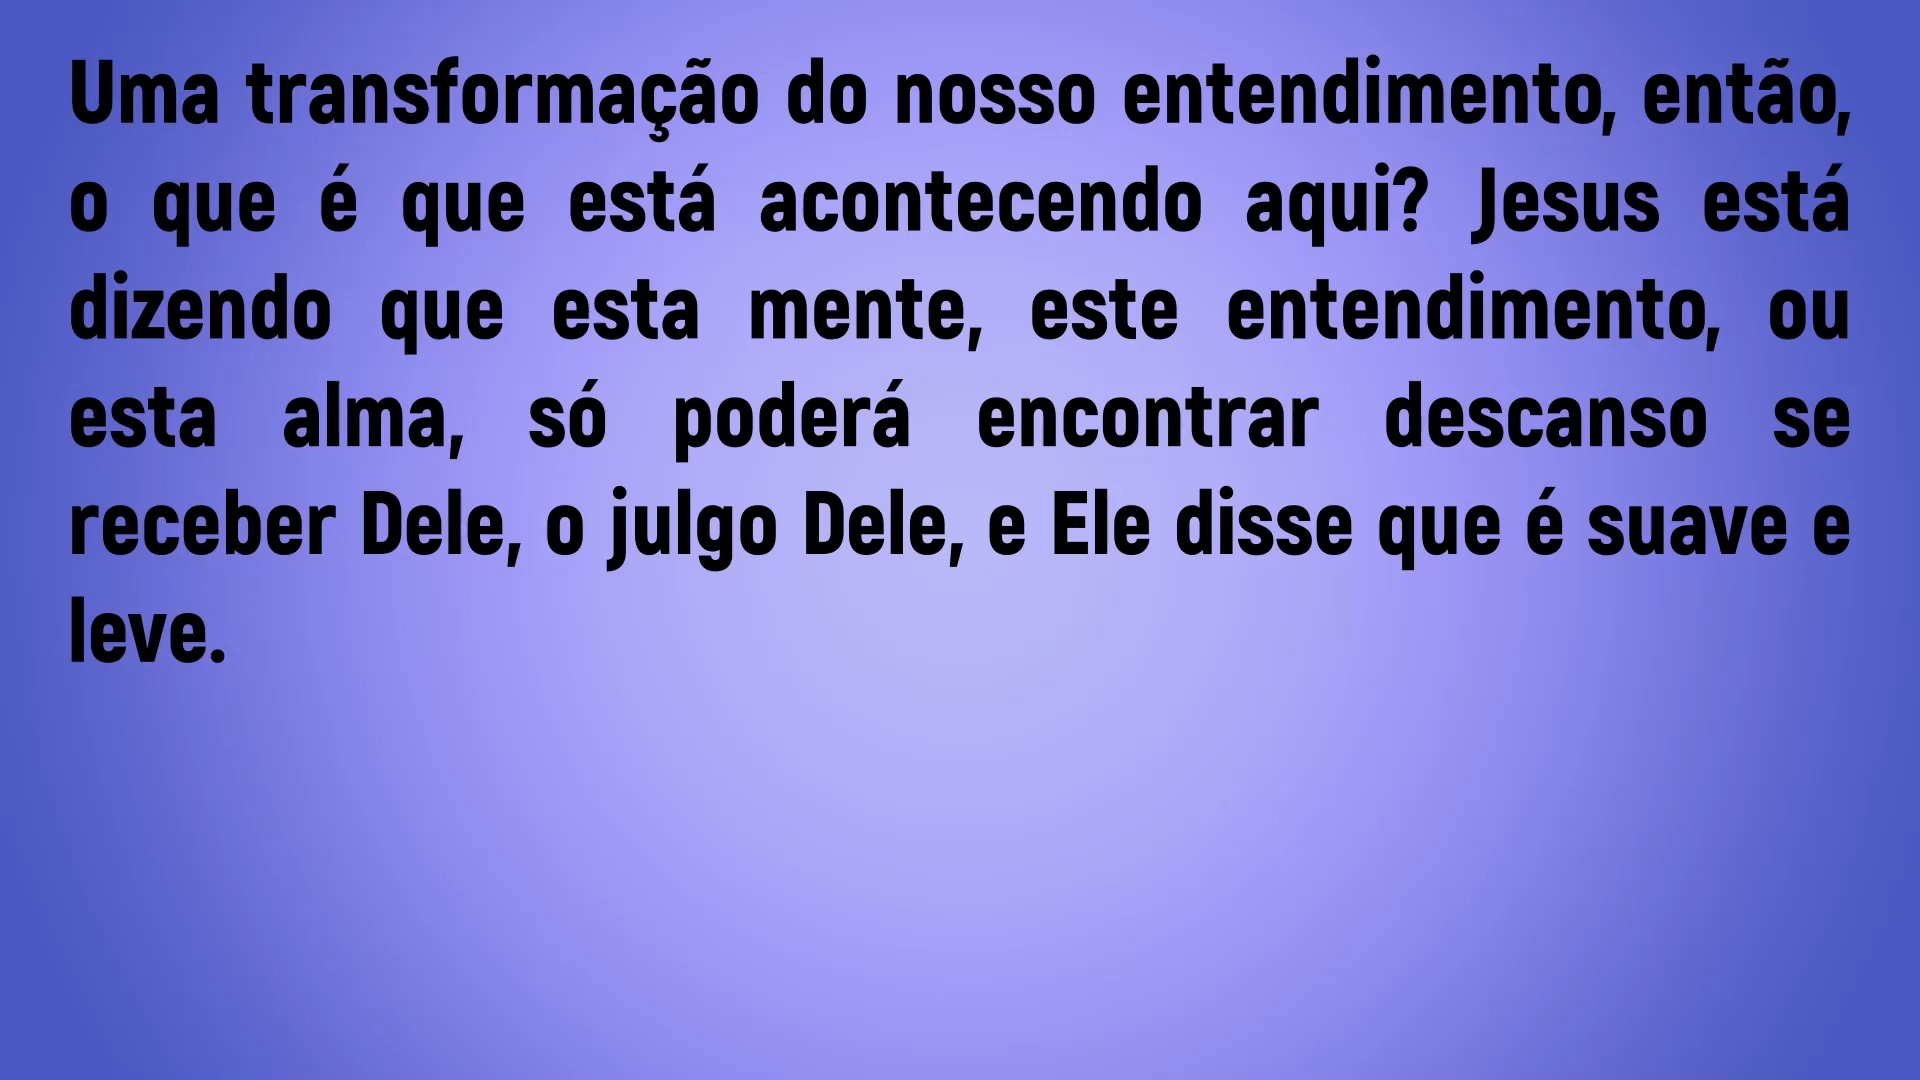 Uma transformação do nosso entendimento, então,
o que é que está acontecendo aqui? Jesus está
dizendo que esta mente, este entendimento, ou
esta alma, só poderá encontrar descanso se
receber Dele, o julgo Dele, e Ele disse que é suave e
leve.